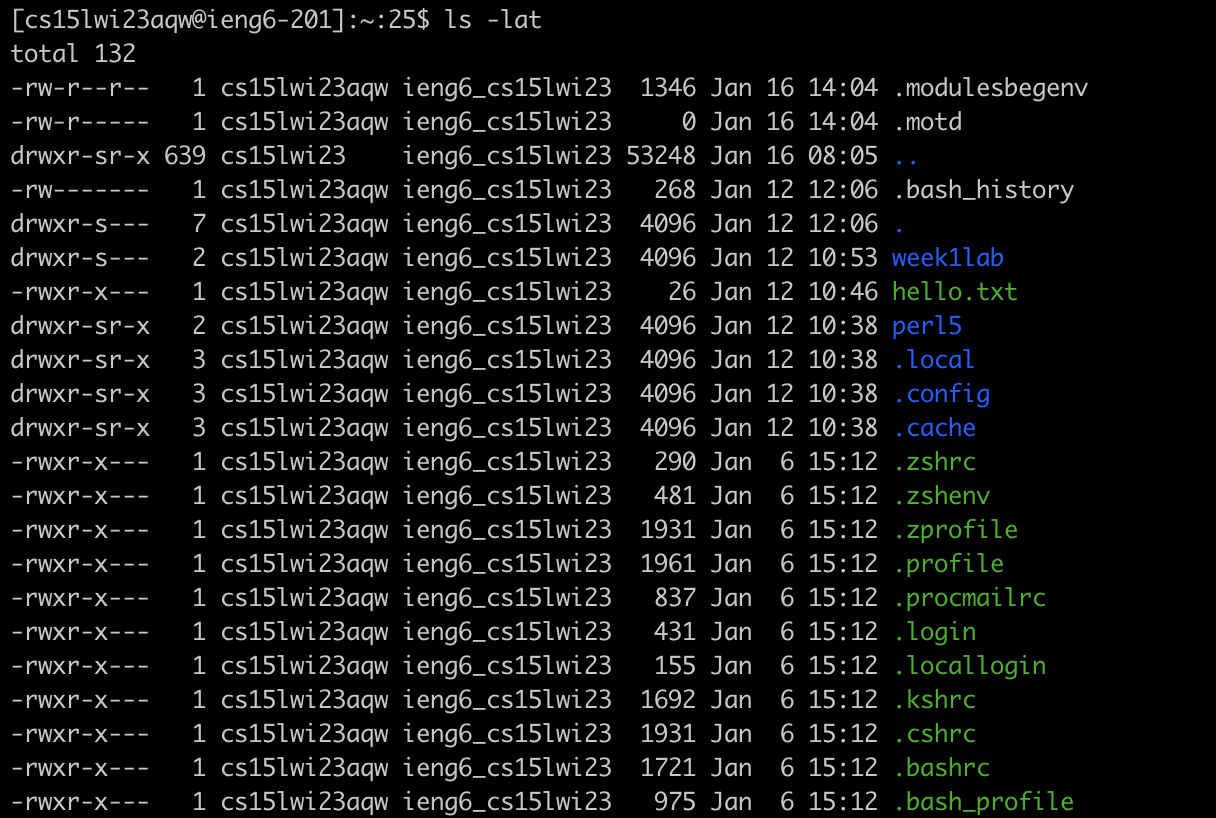 [cs15lwi23aqw@ieng6-201]:~:25$ ls -lat
total 132
-rw-r--r--   1 cs15lwi23aqw ieng6_cs15lwi23  1346 Jan 16 14:04 .modulesbegenv
-rw-r-----   1 cs15lwi23aqw ieng6_cs15lwi23     0 Jan 16 14:04 .motd
drwxr-sr-x 639 cs15lwi23    ieng6_cs15lwi23 53248 Jan 16 08:05 ..
-rw-------   1 cs15lwi23aqw ieng6_cs15lwi23   268 Jan 12 12:06 .bash_history
drwxr-s---   7 cs15lwi23aqw ieng6_cs15lwi23  4096 Jan 12 12:06 .
drwxr-s---   2 cs15lwi23aqw ieng6_cs15lwi23  4096 Jan 12 10:53 week1lab
-rwxr-x---   1 cs15lwi23aqw ieng6_cs15lwi23    26 Jan 12 10:46 hello.txt
drwxr-sr-x   2 cs15lwi23aqw ieng6_cs15lwi23  4096 Jan 12 10:38 perl5
drwxr-sr-x   3 cs15lwi23aqw ieng6_cs15lwi23  4096 Jan 12 10:38 .local
drwxr-sr-x   3 cs15lwi23aqw ieng6_cs15lwi23  4096 Jan 12 10:38 .config
drwxr-sr-x   3 cs15lwi23aqw ieng6_cs15lwi23  4096 Jan 12 10:38 .cache
-rwxr-x---   1 cs15lwi23aqw ieng6_cs15lwi23   290 Jan  6 15:12 .zshrc
-rwxr-x---   1 cs15lwi23aqw ieng6_cs15lwi23   481 Jan  6 15:12 .zshenv
-rwxr-x---   1 cs15lwi23aqw ieng6_cs15lwi23  1931 Jan  6 15:12 .zprofile
-rwxr-x---   1 cs15lwi23aqw ieng6_cs15lwi23  1961 Jan  6 15:12 .profile
-rwxr-x---   1 cs15lwi23aqw ieng6_cs15lwi23   837 Jan  6 15:12 .procmailrc
-rwxr-x---   1 cs15lwi23aqw ieng6_cs15lwi23   431 Jan  6 15:12 .login
-rwxr-x---   1 cs15lwi23aqw ieng6_cs15lwi23   155 Jan  6 15:12 .locallogin
-rwxr-x---   1 cs15lwi23aqw ieng6_cs15lwi23  1692 Jan  6 15:12 .kshrc
-rwxr-x---   1 cs15lwi23aqw ieng6_cs15lwi23  1931 Jan  6 15:12 .cshrc
-rwxr-x---   1 cs15lwi23aqw ieng6_cs15lwi23  1721 Jan  6 15:12 .bashrc
-rwxr-x---   1 cs15lwi23aqw ieng6_cs15lwi23   975 Jan  6 15:12 .bash_profile